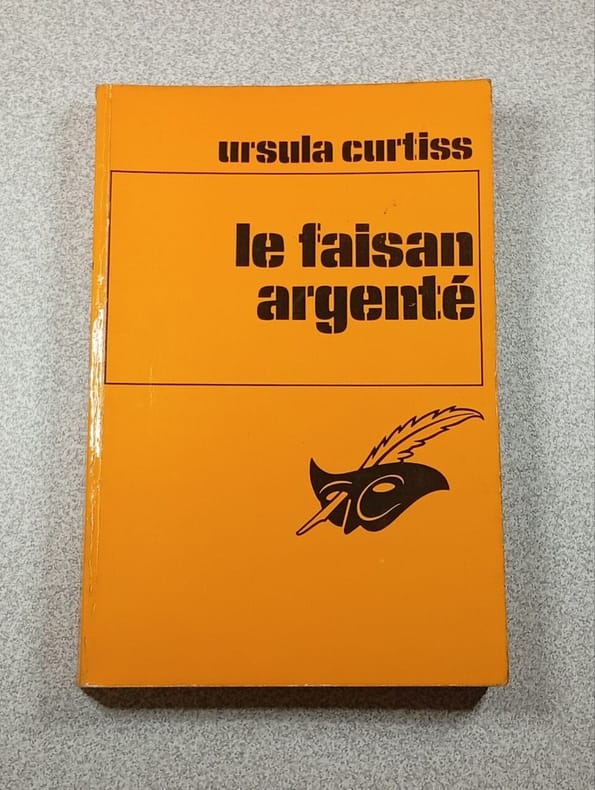 ursula curtiss
le faisan
argenté